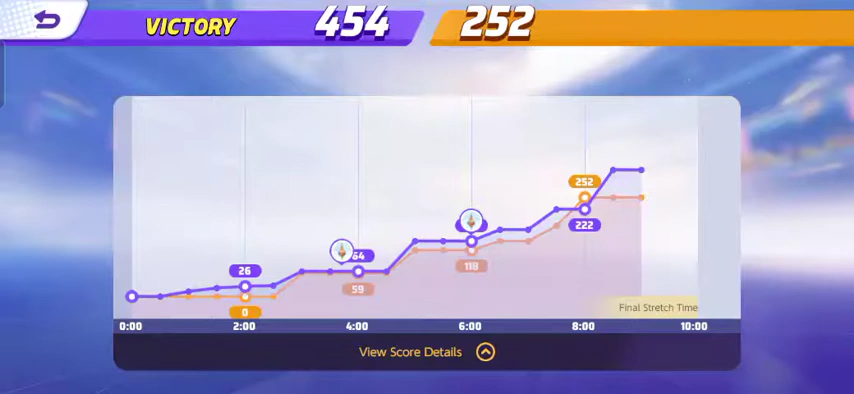 VICTORY 454 252
252
222
64
118
26
59
0
Final Stretch Time
0:00 2:00 4:00 6:00 8:00 10:00
View Score Details